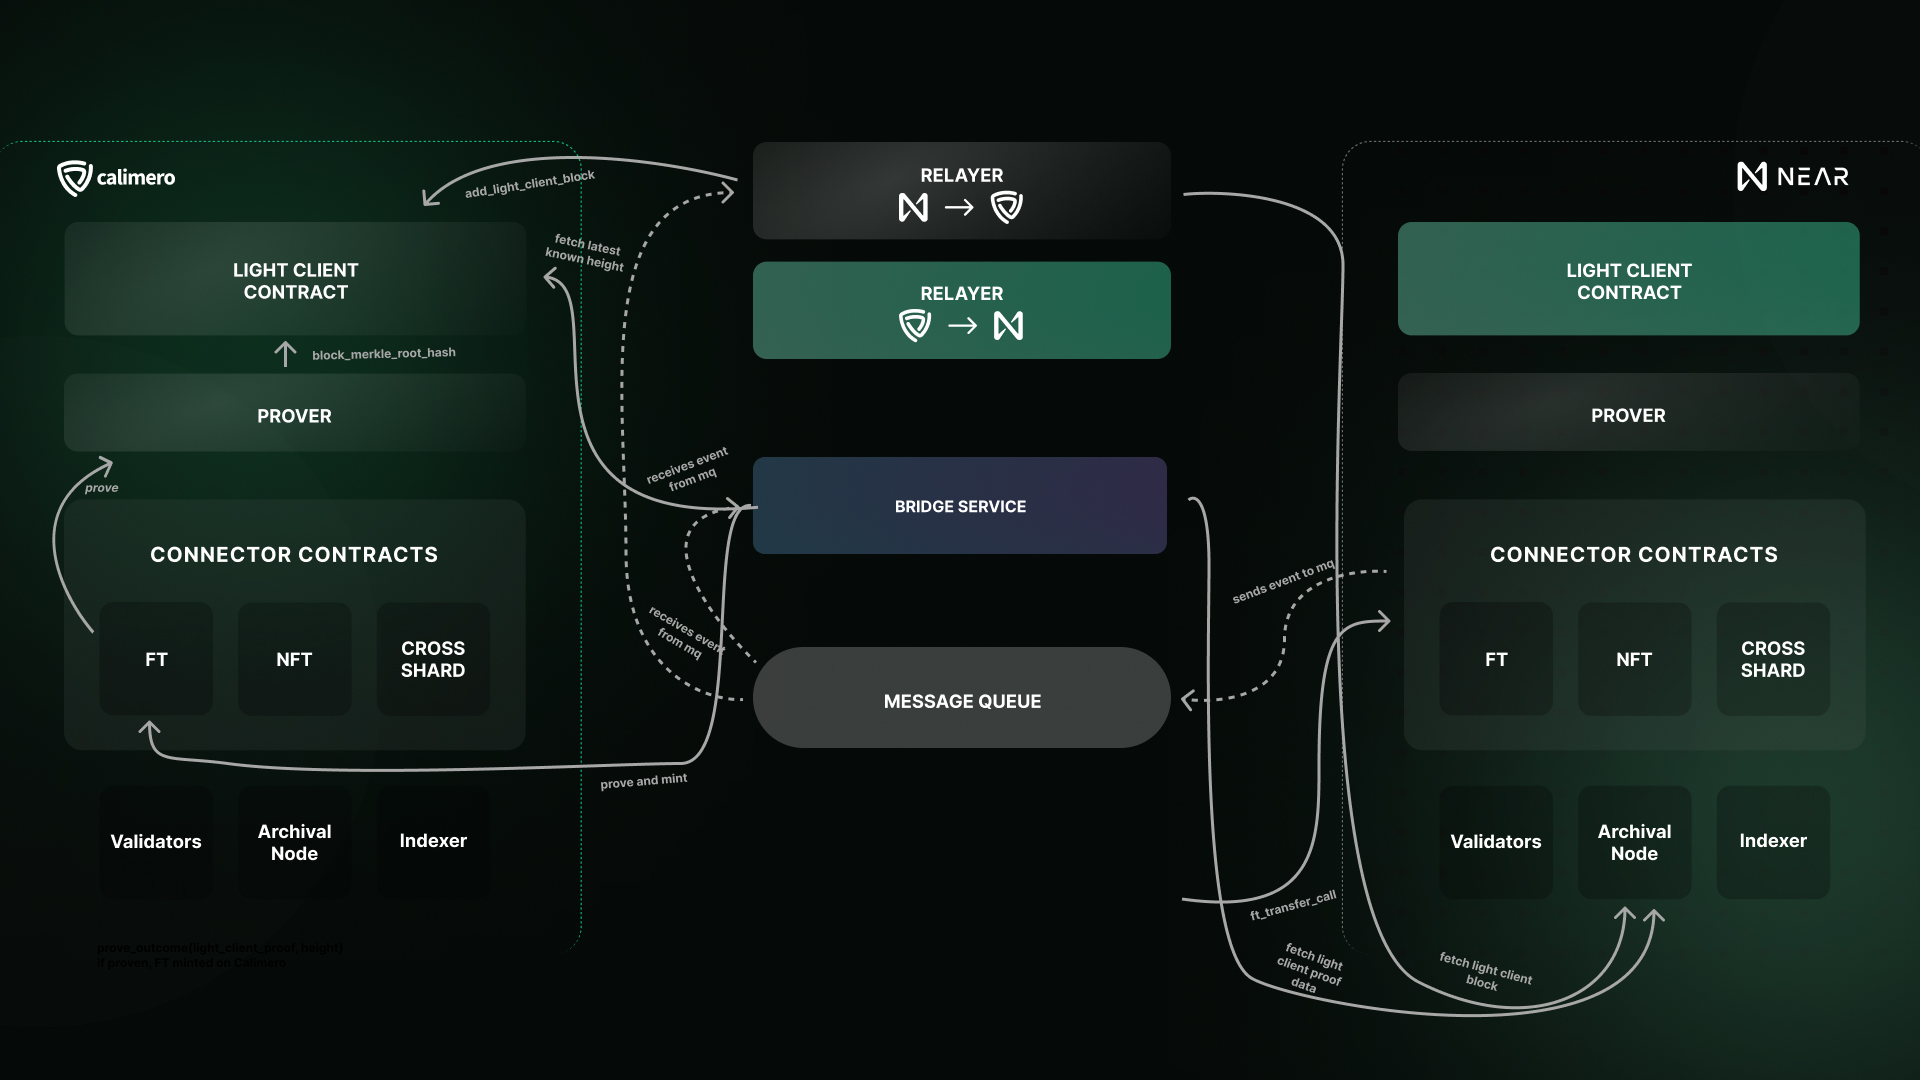 calimero
LIGHT CLIENT
CONTRACT
block_merkle_root_hash
PROVER
prove
CONNECTOR CONTRACTS
FT
NFT
CROSS
SHARD
Validators
Archival
Node
Indexer
prove_outcome(light_client_proof, height)
if proven, FT minted on Calimero
add_light_client_block
fetch latest
known height
receives event
from mq
receives event
from mq
prove and mint
RELAYER
RELAYER
BRIDGE SERVICE
MESSAGE QUEUE
sends event to mq
ft_transfer_call
fetch light
client proof
data
fetch light client
block
NEAR
LIGHT CLIENT
CONTRACT
PROVER
CONNECTOR CONTRACTS
FT
NFT
CROSS
SHARD
Validators
Archival
Node
Indexer